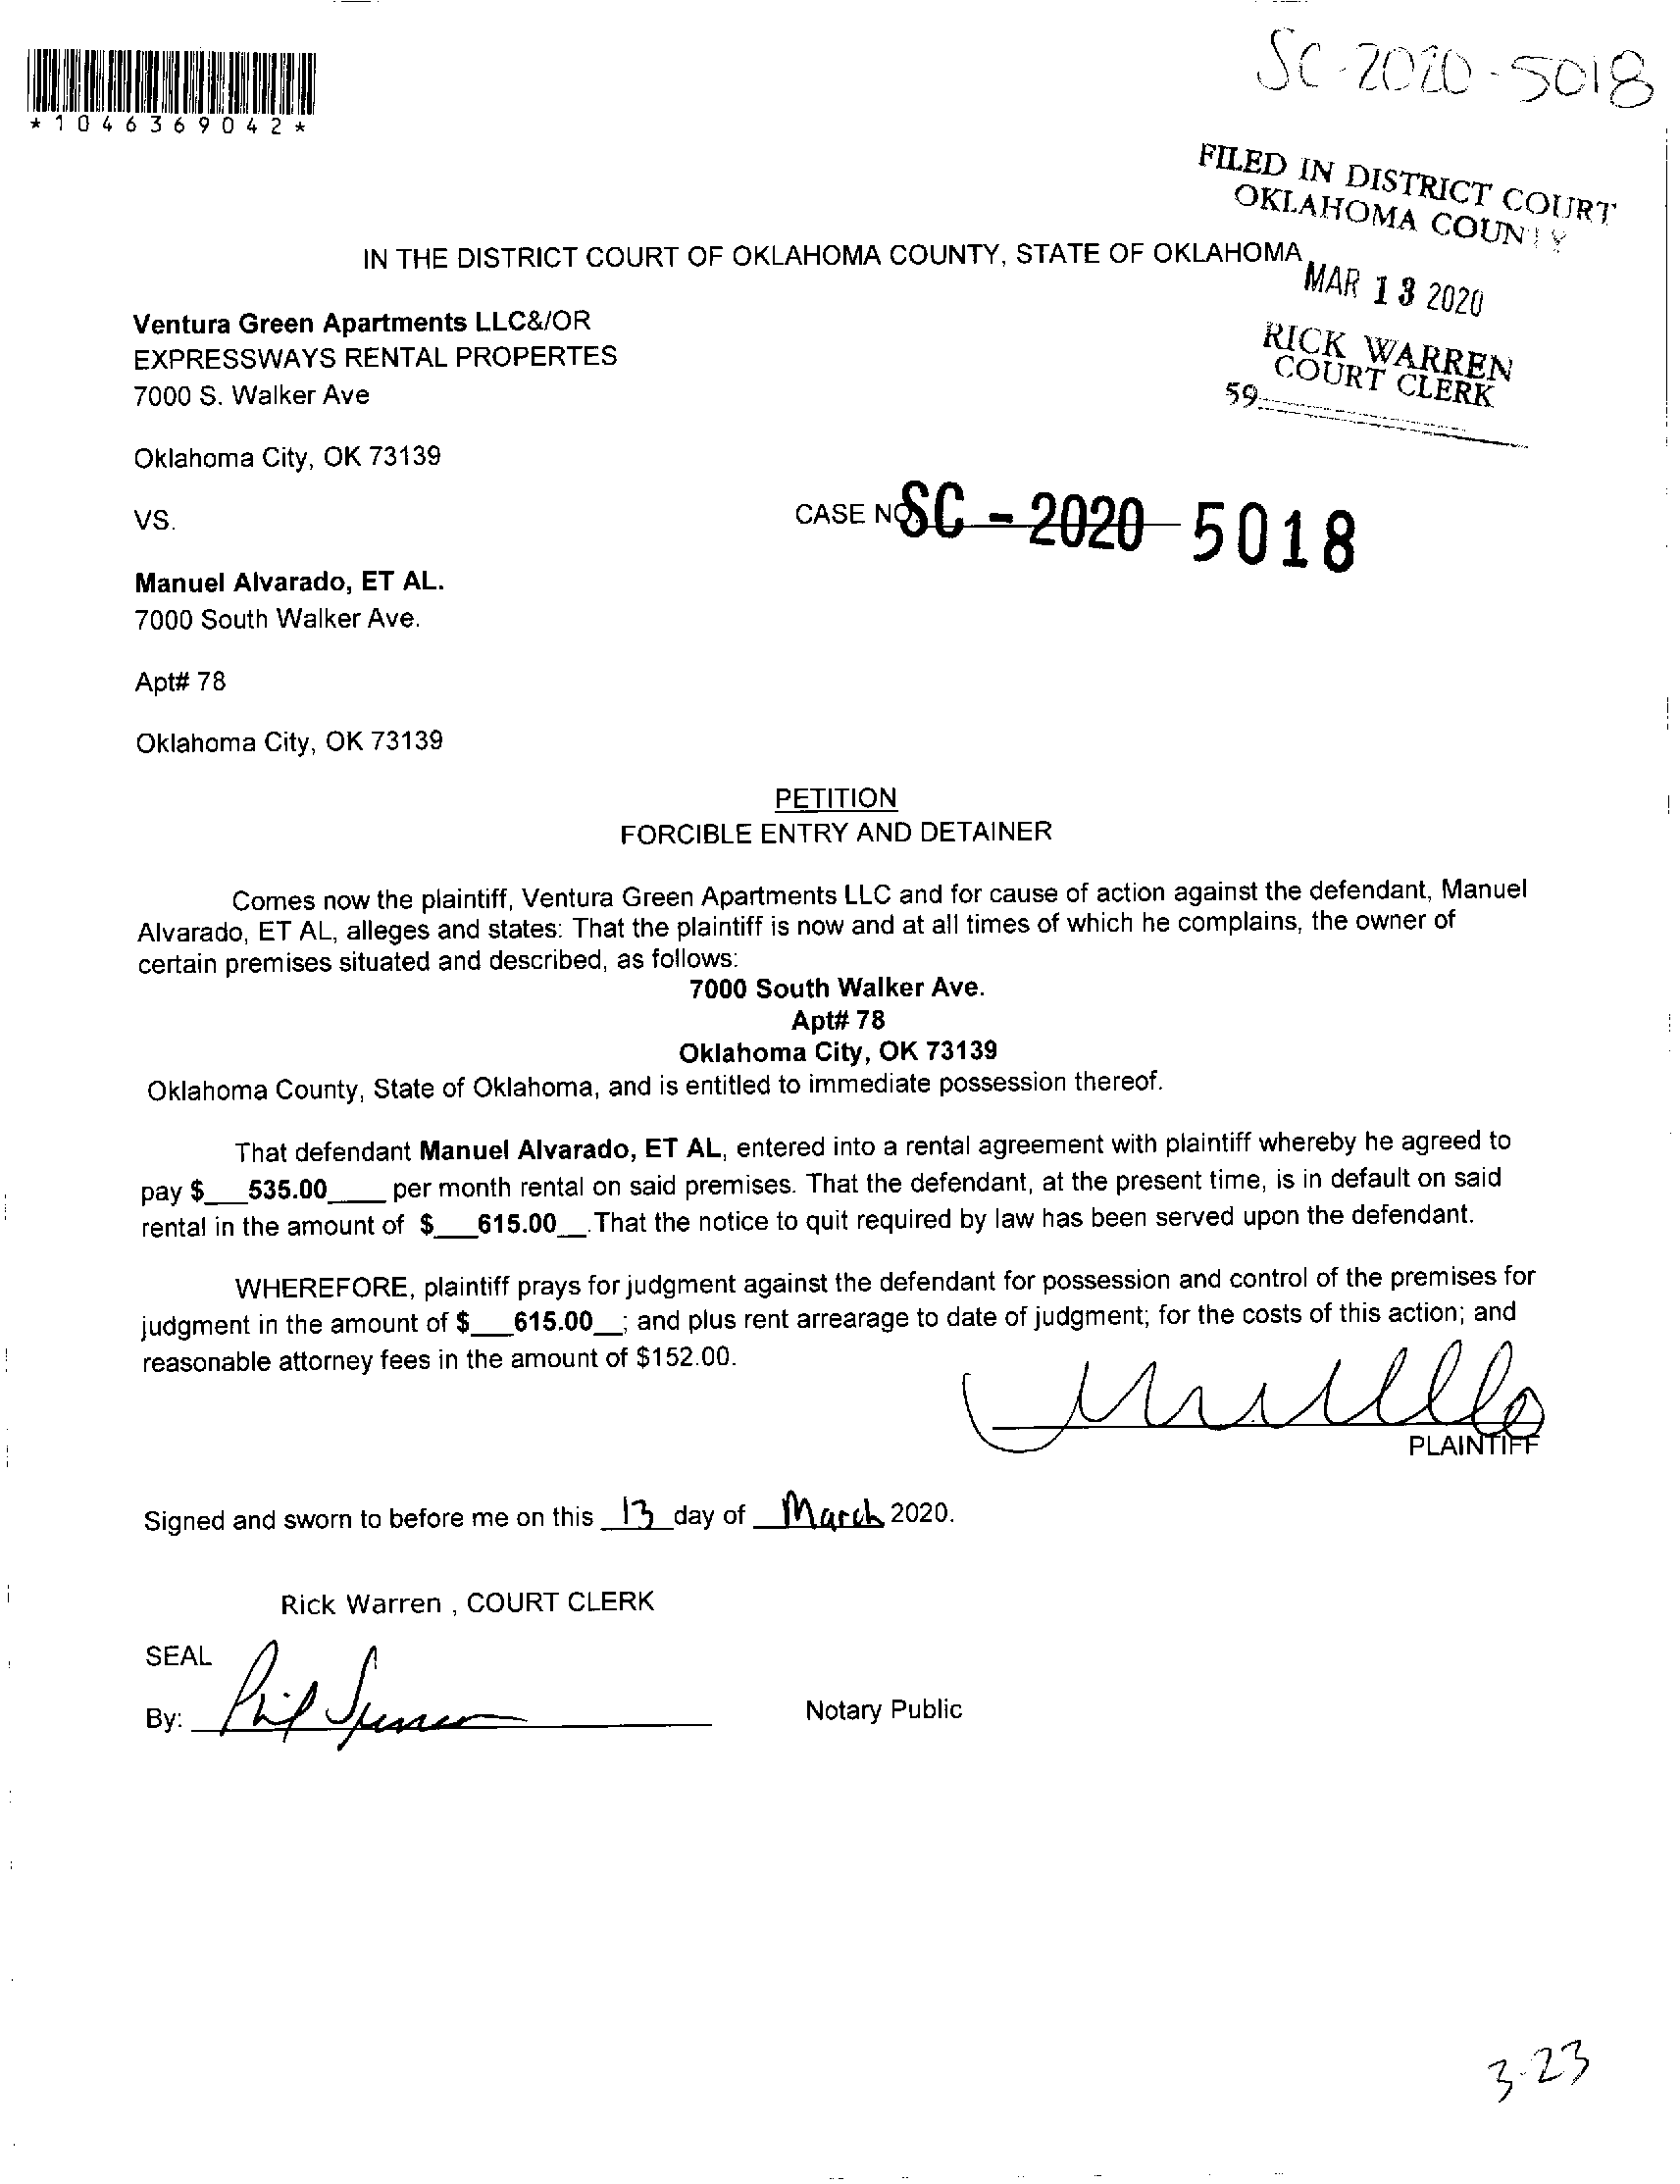 SC-2020-5018
*1046369042*
FILED IN DISTRICT COURT
OKLAHOMA COUNTY
IN THE DISTRICT COURT OF OKLAHOMA COUNTY, STATE OF OKLAHOMA
MAR 13 2020
RICK WARREN
COURT CLERK
59
Ventura Green Apartments LLC&/OR
EXPRESSWAYS RENTAL PROPERTES
7000 S. Walker Ave
Oklahoma City, OK 73139
VS.
CASE NO. SC - 2020 5018
Manuel Alvarado, ET AL.
7000 South Walker Ave.
Apt# 78
Oklahoma City, OK 73139
PETITION
FORCIBLE ENTRY AND DETAINER
Comes now the plaintiff, Ventura Green Apartments LLC and for cause of action against the defendant, Manuel
Alvarado, ET AL, alleges and states: That the plaintiff is now and at all times of which he complains, the owner of
certain premises situated and described, as follows:
7000 South Walker Ave.
Apt# 78
Oklahoma City, OK 73139
Oklahoma County, State of Oklahoma, and is entitled to immediate possession thereof.
That defendant Manuel Alvarado, ET AL, entered into a rental agreement with plaintiff whereby he agreed to
pay $___535.00____ per month rental on said premises. That the defendant, at the present time, is in default on said
rental in the amount of $___615.00__.That the notice to quit required by law has been served upon the defendant.
WHEREFORE, plaintiff prays for judgment against the defendant for possession and control of the premises for
judgment in the amount of $___615.00__; and plus rent arrearage to date of judgment; for the costs of this action; and
reasonable attorney fees in the amount of $152.00.
PLAINTIFF
Signed and sworn to before me on this 13 day of March 2020.
Rick Warren , COURT CLERK
SEAL
By:
Notary Public
3-23